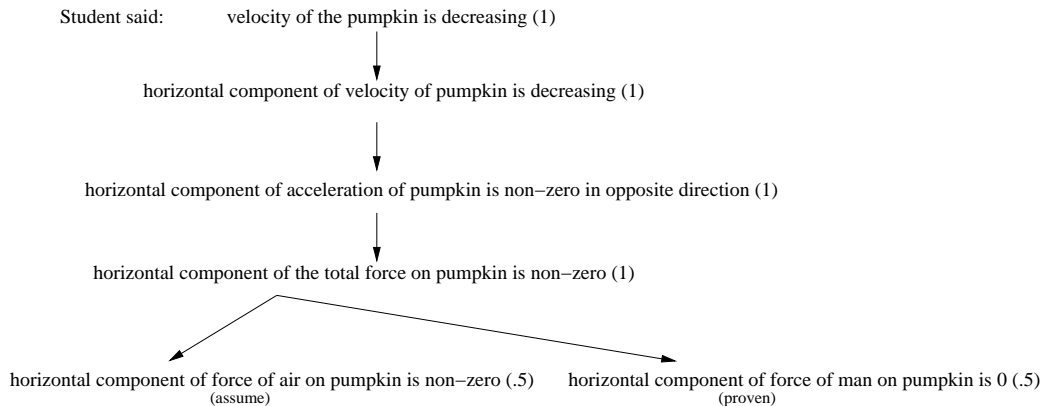 Student said: velocity of the pumpkin is decreasing (1)
horizontal component of velocity of pumpkin is decreasing (1)
horizontal component of acceleration of pumpkin is non−zero in opposite direction (1)
horizontal component of the total force on pumpkin is non−zero (1)
horizontal component of force of air on pumpkin is non−zero (.5) horizontal component of force of man on pumpkin is 0 (.5)
(assume) (proven)